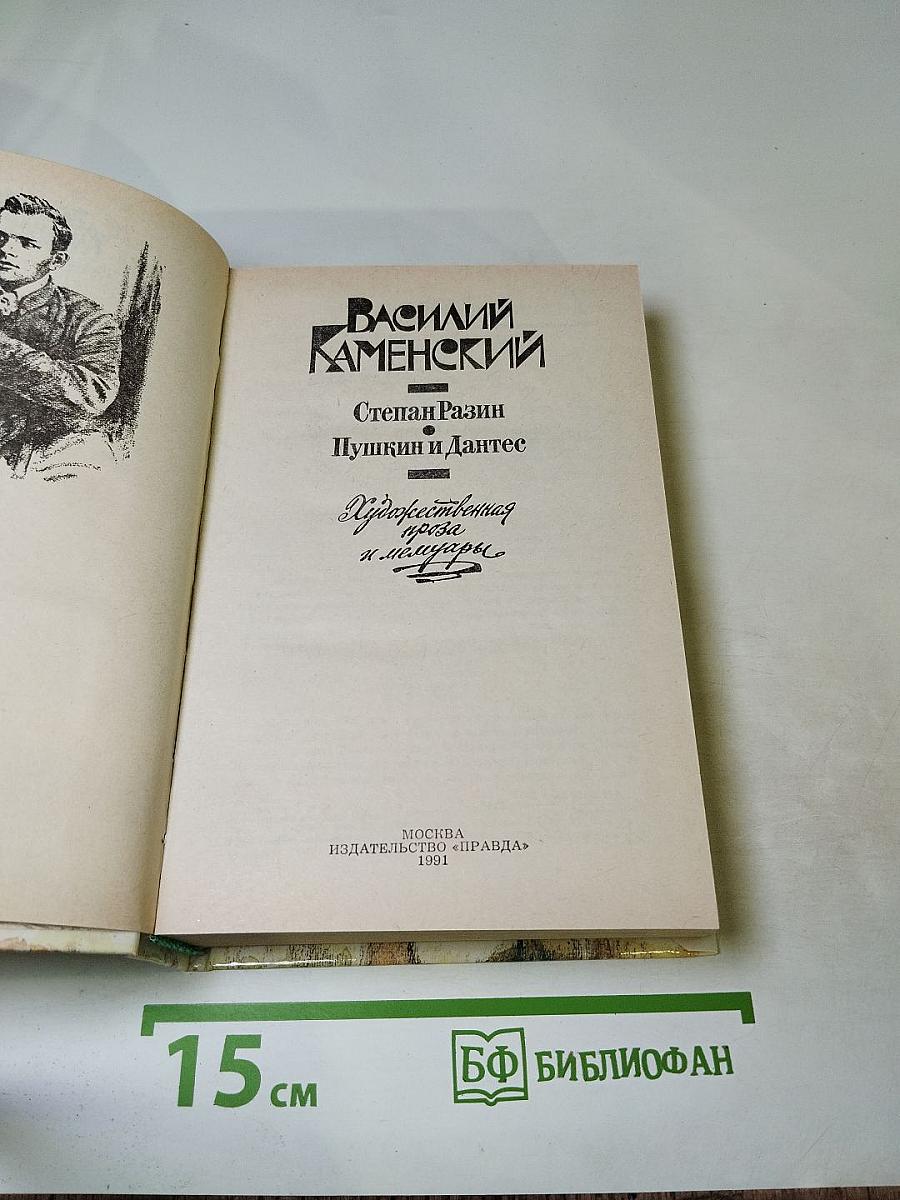 Василий
Каменский
Степан Разин
Пушкин и Дантес
Художественная
проза
и мемуары
МОСКВА
ИЗДАТЕЛЬСТВО «ПРАВДА»
1991
15 см
БФ БИБЛИОФАН